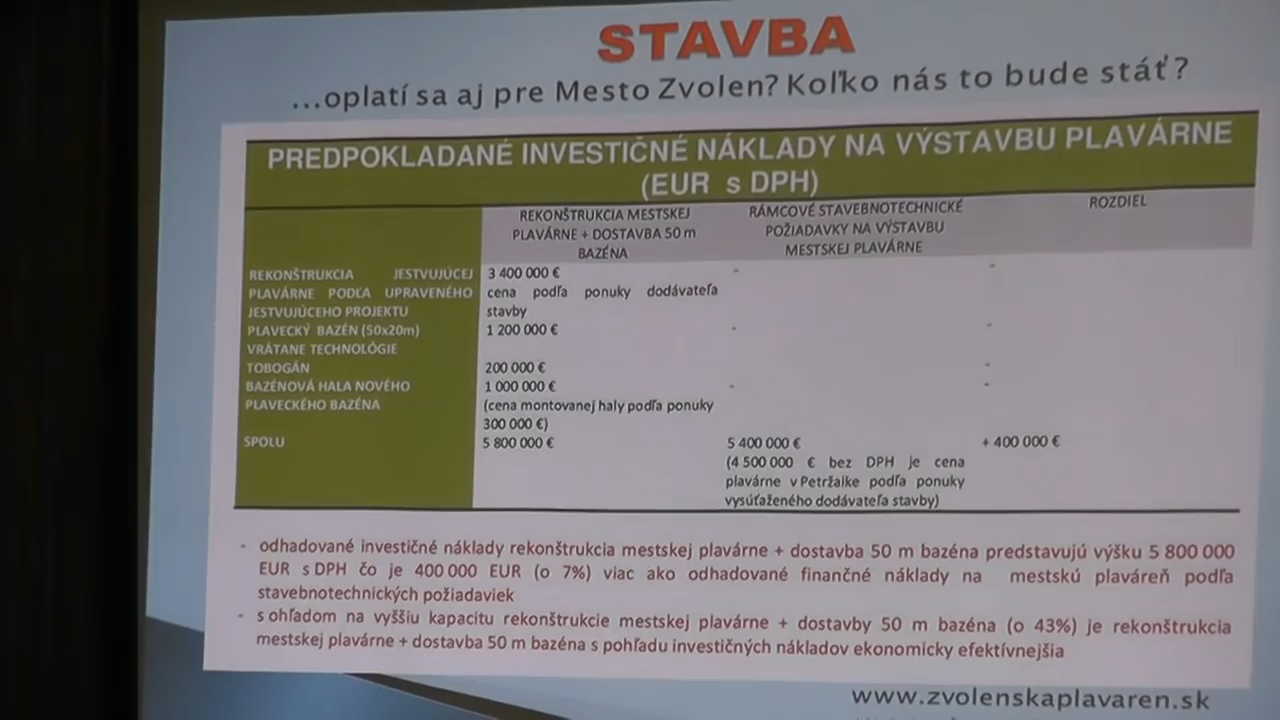 STAVBA
...oplatí sa aj pre Mesto Zvolen? Koľko nás to bude stáť?
PREDPOKLADANÉ INVESTIČNÉ NÁKLADY NA VÝSTAVBU PLAVÁRNE
(EUR s DPH)
REKONŠTRUKCIA MESTSKEJ
PLAVÁRNE + DOSTAVBA 50 m
BAZÉNA
RÁMCOVÉ STAVEBNOTECHNICKÉ
POŽIADAVKY NA VÝSTAVBU
MESTSKEJ PLAVÁRNE
ROZDIEL
REKONŠTRUKCIA JESTVUJÚCEJ
PLAVÁRNE PODĽA UPRAVENÉHO
JESTVUJÚCEHO PROJEKTU
3 400 000 €
cena podľa ponuky dodávateľa
stavby
-
-
PLAVECKÝ BAZÉN (50x20m)
VRÁTANE TECHNOLÓGIE
1 200 000 €
-
-
TOBOGÁN
200 000 €
-
BAZÉNOVÁ HALA NOVÉHO
PLAVECKÉHO BAZÉNA
1 000 000 €
(cena montovanej haly podľa ponuky
300 000 €)
-
-
SPOLU
5 800 000 €
5 400 000 €
(4 500 000 € bez DPH je cena
plavárne v Petržalke podľa ponuky
vysúťaženého dodávateľa stavby)
+ 400 000 €
- odhadované investičné náklady rekonštrukcia mestskej plavárne + dostavba 50 m bazéna predstavujú výšku 5 800 000
EUR s DPH čo je 400 000 EUR (o 7%) viac ako odhadované finančné náklady na mestskú plaváreň podľa
stavebnotechnických požiadaviek
- s ohľadom na vyššiu kapacitu rekonštrukcie mestskej plavárne + dostavby 50 m bazéna (o 43%) je rekonštrukcia
mestskej plavárne + dostavba 50 m bazéna s pohľadu investičných nákladov ekonomicky efektívnejšia
www.zvolenskaplavaren.sk